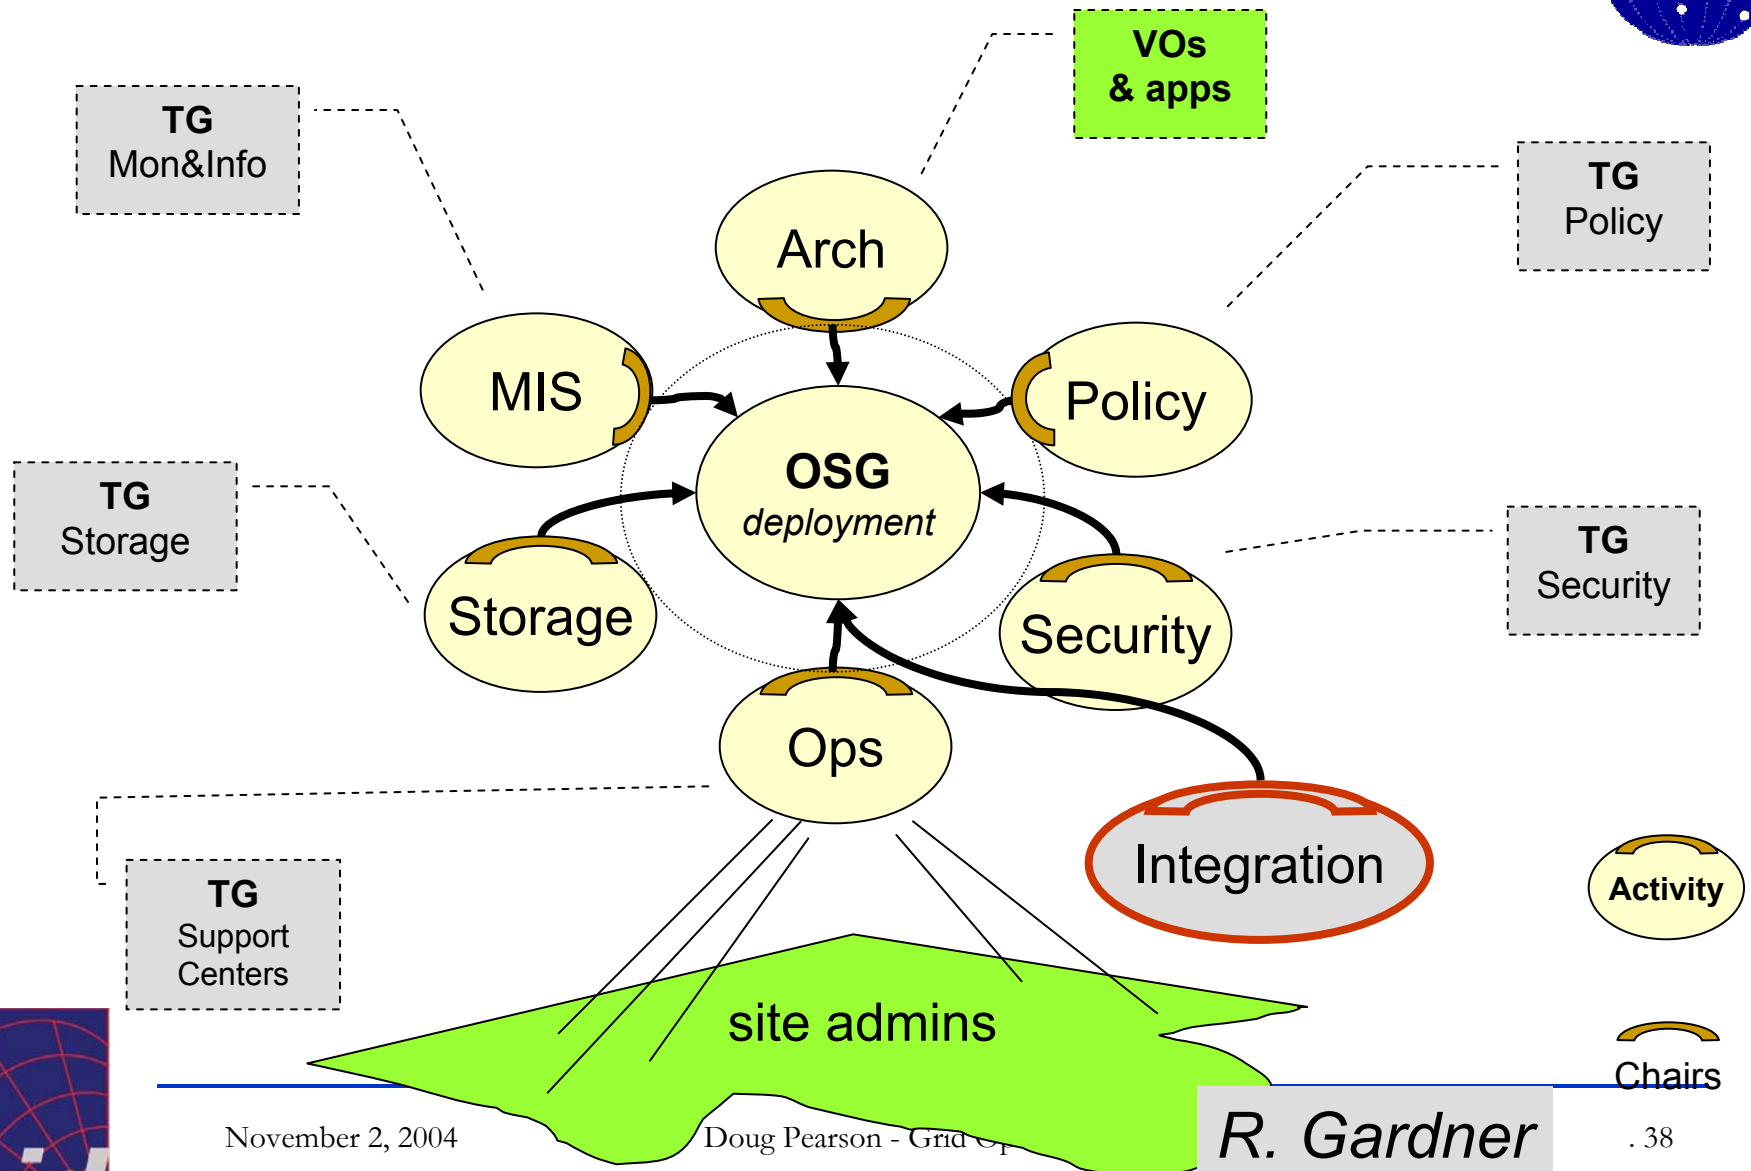 VOs
& apps
TG
Mon&Info
TG
Policy
Arch
MIS
Policy
OSG
deployment
TG
Storage
TG
Security
Storage
Security
Ops
Integration
Activity
TG
Support
Centers
site admins
Chairs
November 2, 2004
Doug Pearson - Grid
R. Gardner
. 38